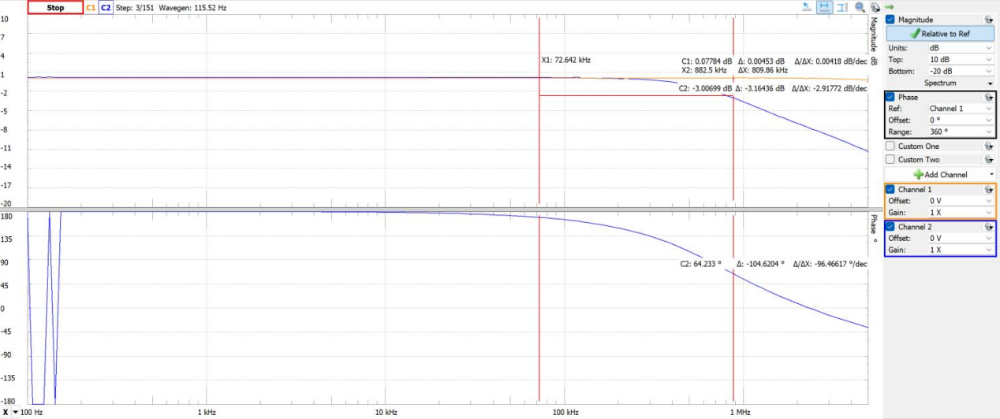 Stop C1 C2 Step: 3/151 Wavegen: 115.52 Hz
10
7
4
1
-2
-5
-8
-11
-14
-17
-20
Magnitude dB
X1: 72.642 kHz
C1: 0.07784 dB Δ: 0.00453 dB Δ/ΔX: 0.00418 dB/dec
X2: 882.5 kHz ΔX: 809.86 kHz
C2: -3.00699 dB Δ: -3.16436 dB Δ/ΔX: -2.91772 dB/dec
180
135
90
45
0
-45
-90
-135
-180
Phase °
C2: 64.233 ° Δ: -104.6204 ° Δ/ΔX: -96.46617 °/dec
X 100 Hz 1 kHz 10 kHz 100 kHz 1 MHz
Magnitude
Relative to Ref
Units: dB
Top: 10 dB
Bottom: -20 dB
Spectrum
Phase
Ref: Channel 1
Offset: 0 °
Range: 360 °
Custom One
Custom Two
Add Channel
Channel 1
Offset: 0 V
Gain: 1 X
Channel 2
Offset: 0 V
Gain: 1 X